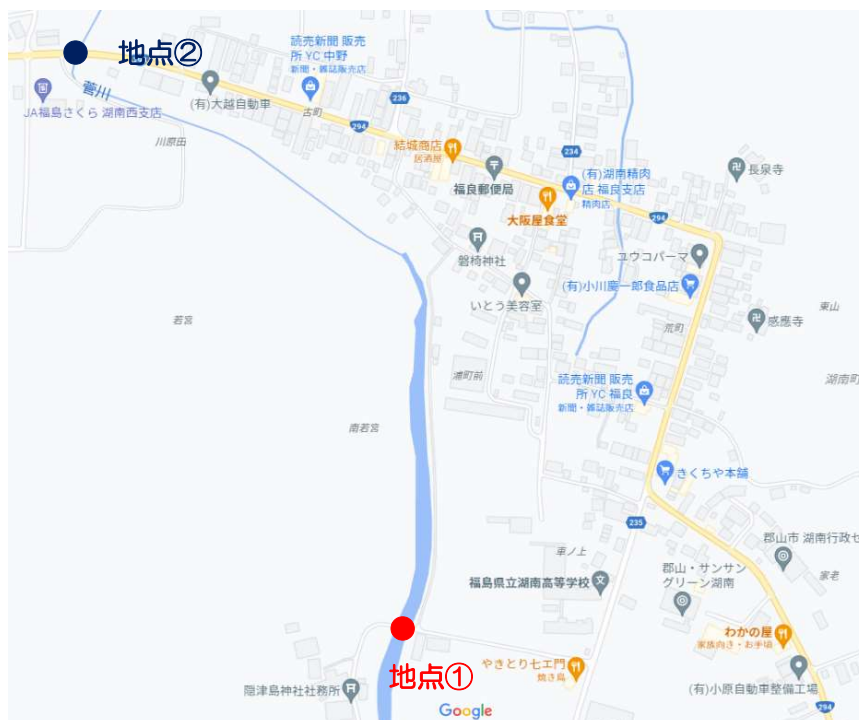 地点②
読売新聞 販売
所 YC 中野
新聞・雑誌販売店
294
菅川
JA福島さくら 湖南西支店
(有)大越自動車
古町
236
294
川原田
結城商店
居酒屋
234
福良郵便局
(有)湖南精肉
店 福良支店
精肉店
長泉寺
大阪屋食堂
294
磐椅神社
ユウコパーマ
いとう美容室
(有)小川慶一郎食品店
東山
若宮
感應寺
荒町
浦町前
読売新聞 販売
所 YC 福良
新聞・雑誌販売店
湖南町
南若宮
きくちや本舗
235
車ノ上
郡山市 湖南行政セ
福島県立湖南高等学校
郡山・サンサン
グリーン湖南
家老
わかの屋
家族向き・お手頃
地点①
やきとり七エ門
焼き鳥
隠津島神社社務所
(有)小原自動車整備工場
294
Google